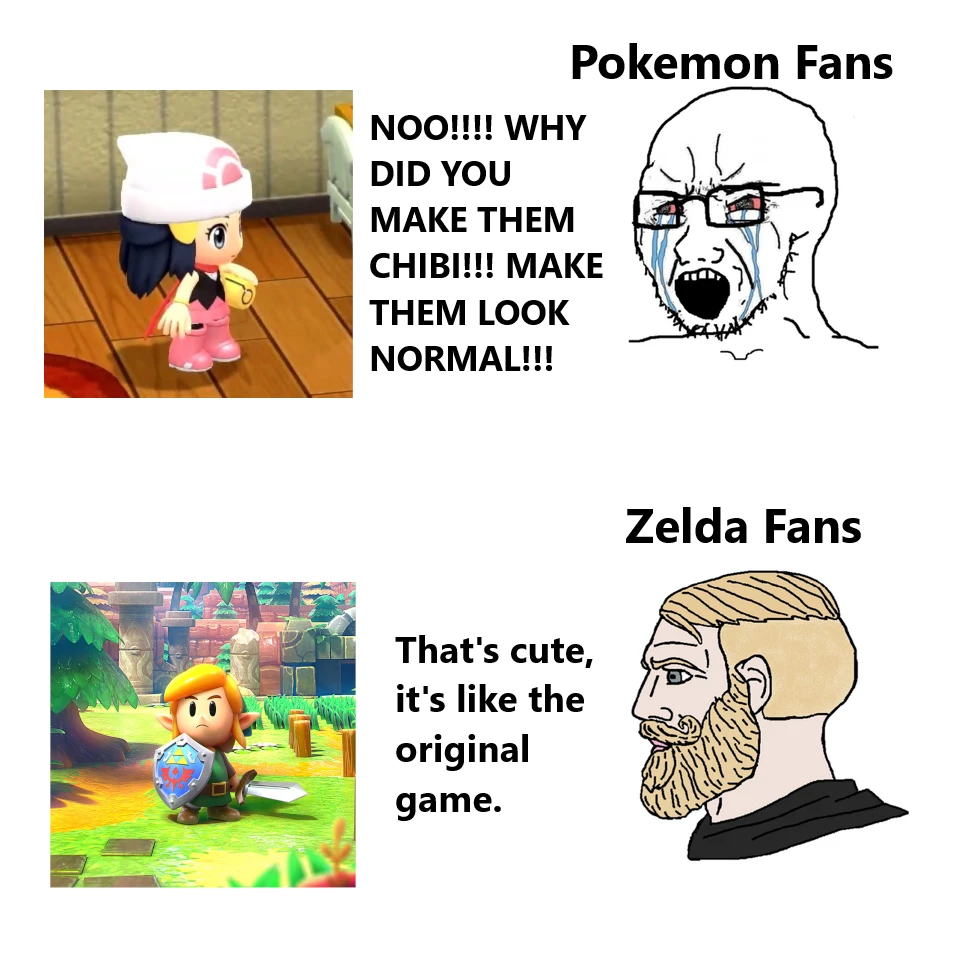 Pokemon Fans
NOO!!!! WHY
DID YOU
MAKE THEM
CHIBI!!! MAKE
THEM LOOK
NORMAL!!!
Zelda Fans
That's cute,
it's like the
original
game.